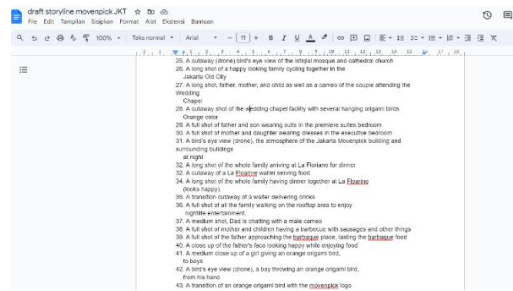 draft storyline movenpick JKT
File Edit Tampilan Sisipkan Format Alat Ekstensi Bantuan
100% Teks normal Arial 11
25. A cutaway (drone) bird's eye view of the Istiqlal mosque and cathedral church
26. A long shot of a happy looking family cycling together in the
Jakarta Old City
27. A long shot, father, mother, and child as well as a cameo of the couple attending the
Wedding
Chapel
28. A cutaway shot of the wedding chapel facility with several hanging origami birds
Orange color
29. A full shot of father and son wearing suits in the premiere suites bedroom
30. A full shot of mother and daughter wearing dresses in the executive bedroom
31. A bird's eye view (drone), the atmosphere of the Jakarta Movenpick building and
surrounding buildings
at night
32. A long shot of the whole family arriving at La Floriano for dinner
32. A cutaway of a La Floarine waiter serving food
34. A long shot of the whole family having dinner together at La Floarino
(looks happy).
35. A transition cutaway of a waiter delivering drinks
36. A full shot of all the family walking on the rooftop area to enjoy
nightlife entertainment.
37. A medium shot, Dad is chatting with a male cameo
38. A full shot of mother and children having a barbecue with sausages and other things
39. A full shot of the father approaching the barbaque place, tasting the barbaque food
40. A close up of the father's face looking happy while enjoying food
41. A medium close up of a girl giving an orange origami bird,
to boys
42. A bird's eye view (drone), a boy throwing an orange origami bird,
from his hand
43. A transition of an orange origami bird with the movenpick logo